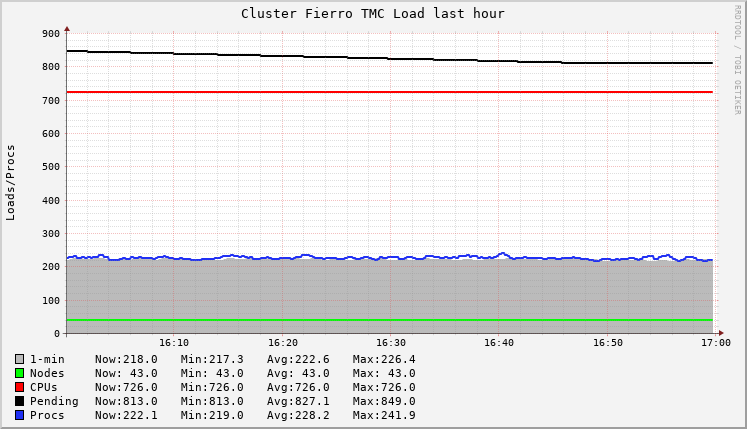 Cluster Fierro TMC Load last hour
RRDTOOL / TOBI OETIKER
Loads/Procs
900
800
700
600
500
400
300
200
100
0
16:10 16:20 16:30 16:40 16:50 17:00
1-min Now:218.0 Min:217.3 Avg:222.6 Max:226.4
Nodes Now: 43.0 Min: 43.0 Avg: 43.0 Max: 43.0
CPUs Now:726.0 Min:726.0 Avg:726.0 Max:726.0
Pending Now:813.0 Min:813.0 Avg:827.1 Max:849.0
Procs Now:222.1 Min:219.0 Avg:228.2 Max:241.9